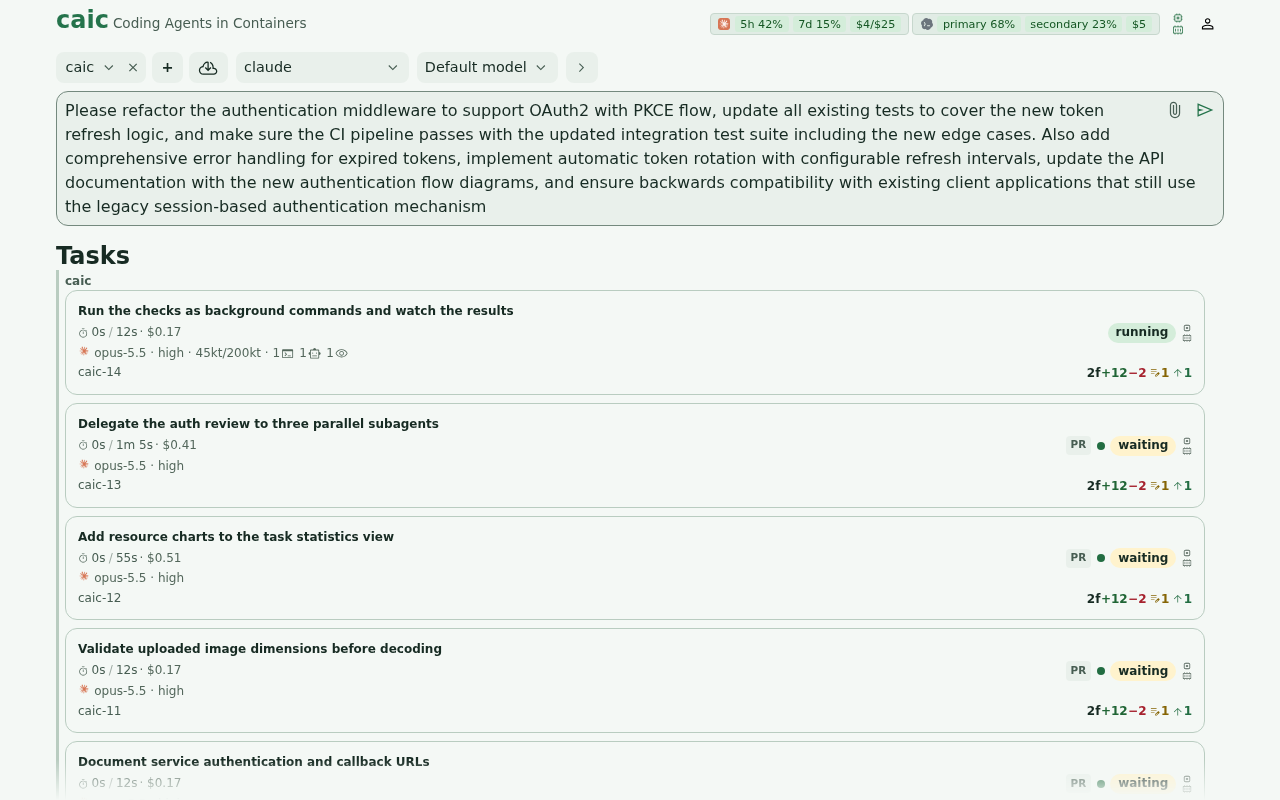 caic Coding Agents in Containers
5h 42% 7d 15% $4/$25 primary 68% secondary 23% $5
caic
+
claude
Default model
Please refactor the authentication middleware to support OAuth2 with PKCE flow, update all existing tests to cover the new token
refresh logic, and make sure the CI pipeline passes with the updated integration test suite including the new edge cases. Also add
comprehensive error handling for expired tokens, implement automatic token rotation with configurable refresh intervals, update the API
documentation with the new authentication flow diagrams, and ensure backwards compatibility with existing client applications that still use
the legacy session-based authentication mechanism
Tasks
caic
Run the checks as background commands and watch the results
0s / 12s · $0.17
running
opus-5.5 · high · 45kt/200kt · 1 1 1
caic-14
2f+12−2 1 ↑1
Delegate the auth review to three parallel subagents
0s / 1m 5s · $0.41
PR waiting
opus-5.5 · high
caic-13
2f+12−2 1 ↑1
Add resource charts to the task statistics view
0s / 55s · $0.51
PR waiting
opus-5.5 · high
caic-12
2f+12−2 1 ↑1
Validate uploaded image dimensions before decoding
0s / 12s · $0.17
PR waiting
opus-5.5 · high
caic-11
2f+12−2 1 ↑1
Document service authentication and callback URLs
0s / 12s · $0.17
PR waiting